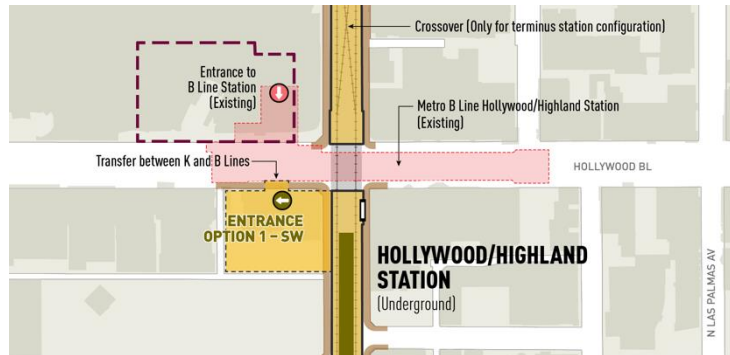 Crossover (Only for terminus station configuration)
Entrance to
B Line Station
(Existing)
Metro B Line Hollywood/Highland Station
(Existing)
Transfer between K and B Lines
HOLLYWOOD BL
ENTRANCE
OPTION 1 – SW
HOLLYWOOD/HIGHLAND
STATION
(Underground)
N LAS PALMAS AV